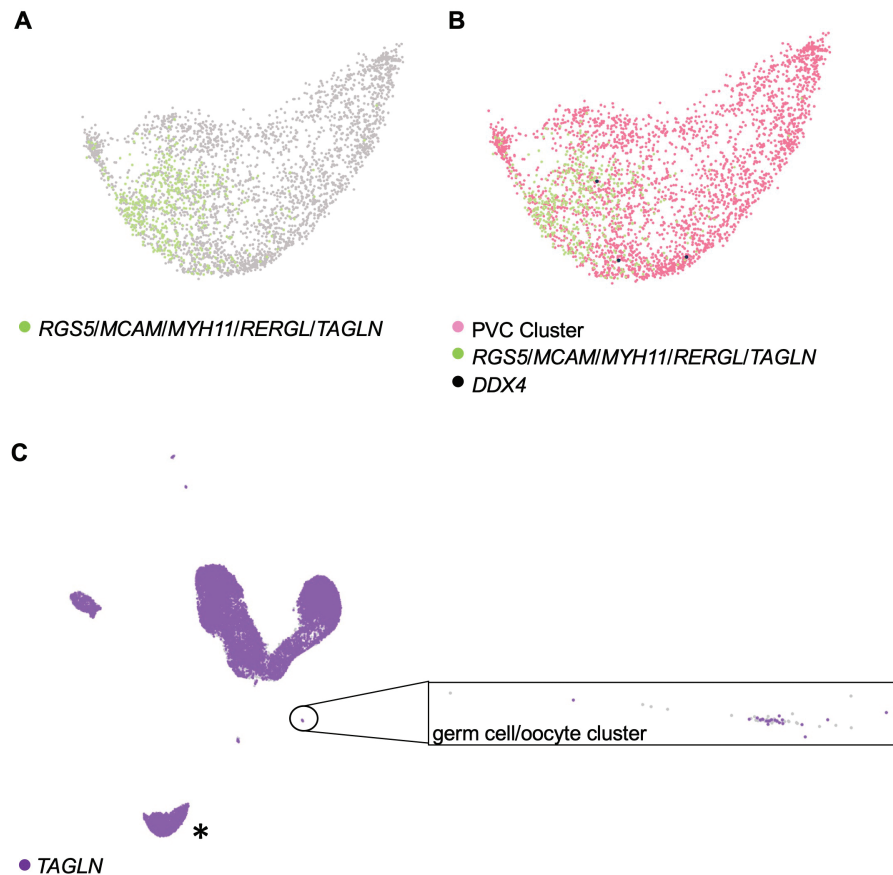 A
B
RGS5/MCAM/MYH11/RERGL/TAGLN
PVC Cluster
RGS5/MCAM/MYH11/RERGL/TAGLN
DDX4
C
germ cell/oocyte cluster
*
TAGLN